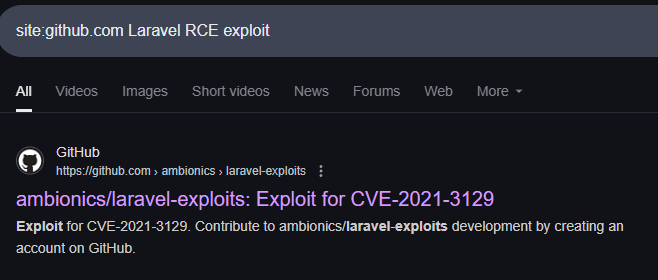 site:github.com Laravel RCE exploit
All Videos Images Short videos News Forums Web More
GitHub
https://github.com › ambionics › laravel-exploits
ambionics/laravel-exploits: Exploit for CVE-2021-3129
Exploit for CVE-2021-3129. Contribute to ambionics/laravel-exploits development by creating an
account on GitHub.